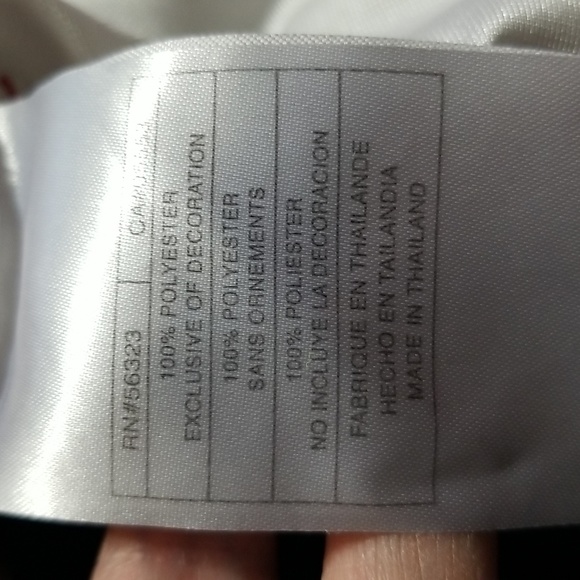 RN#56323
100% POLYESTER
EXCLUSIVE OF DECORATION
100% POLYESTER
SANS ORNEMENTS
100% POLIESTER
NO INCLUYE LA DECORACION
FABRIQUE EN THAILANDE
HECHO EN TAILANDIA
MADE IN THAILAND